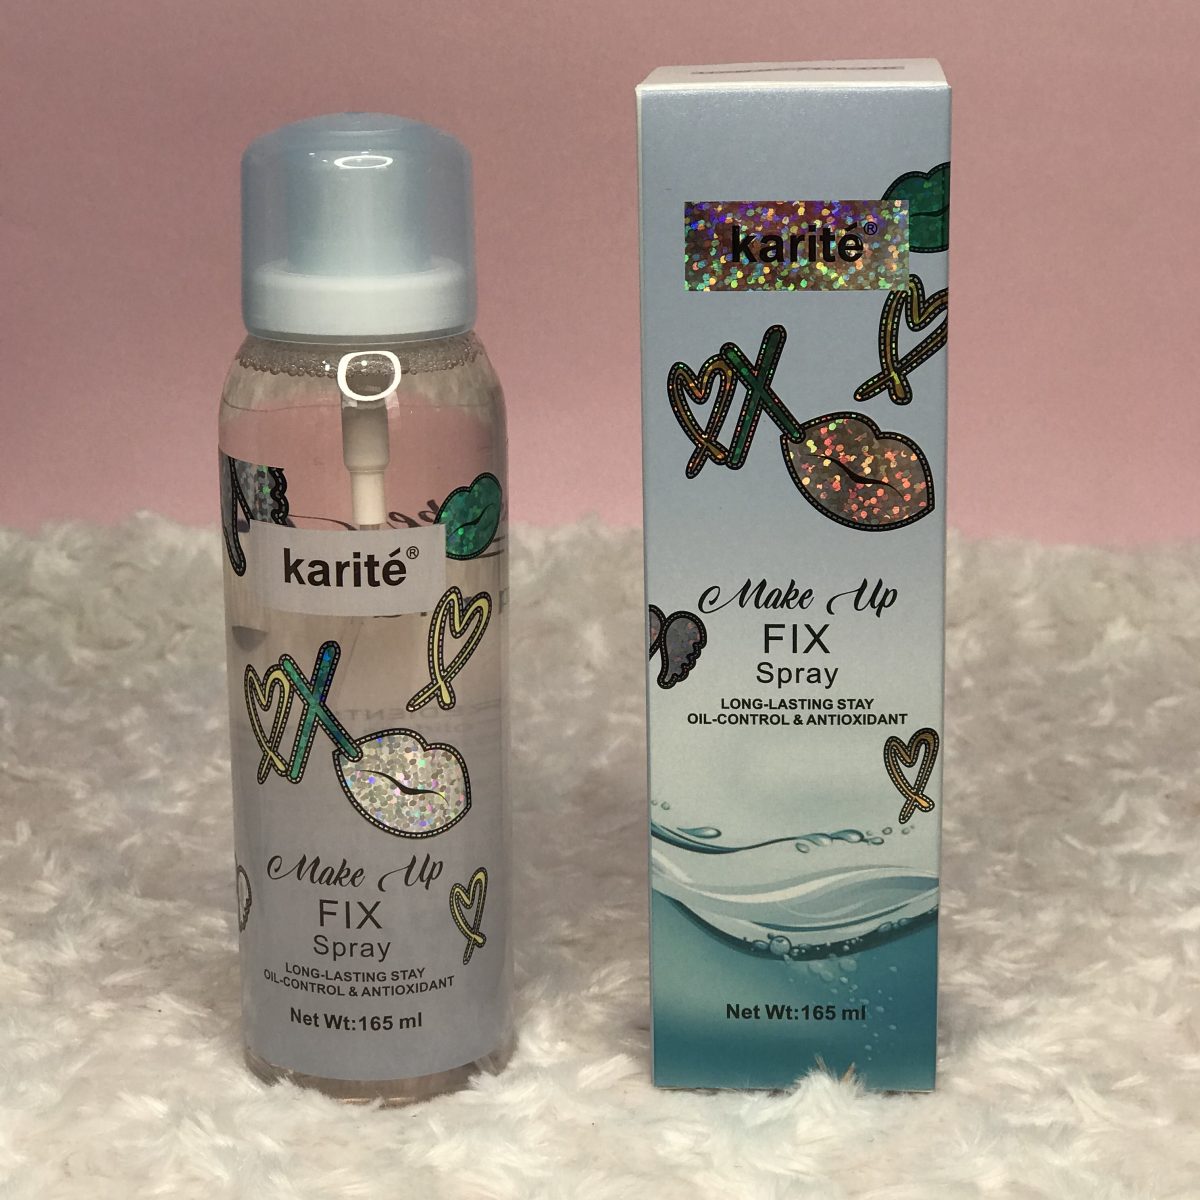 karité®
Make Up
FIX
Spray
LONG-LASTING STAY
OIL-CONTROL & ANTIOXIDANT
Net Wt:165 ml
karité®
Make Up
FIX
Spray
LONG-LASTING STAY
OIL-CONTROL & ANTIOXIDANT
Net Wt:165 ml